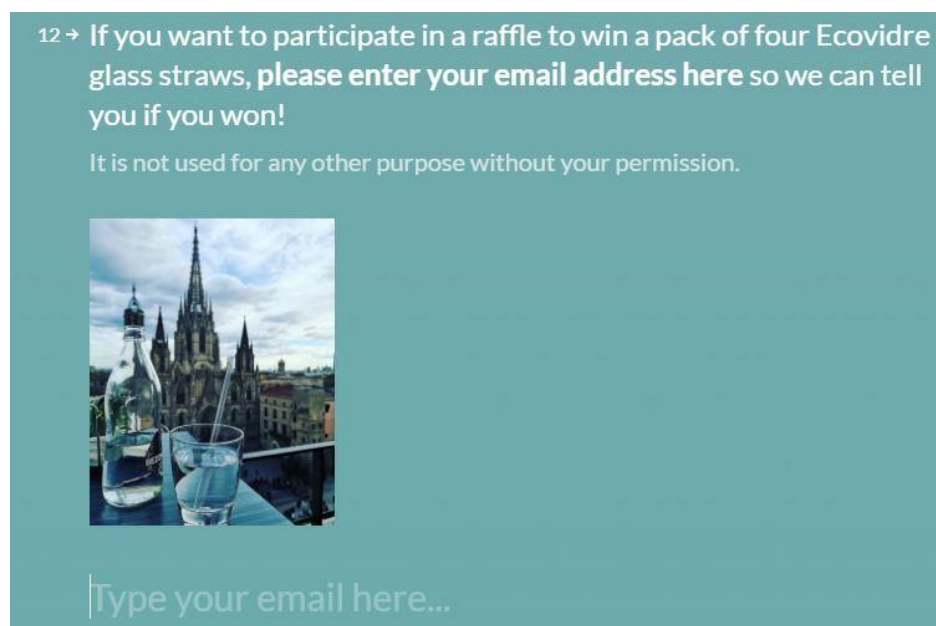 12 → If you want to participate in a raffle to win a pack of four Ecovidre
glass straws, please enter your email address here so we can tell
you if you won!
It is not used for any other purpose without your permission.
Type your email here...